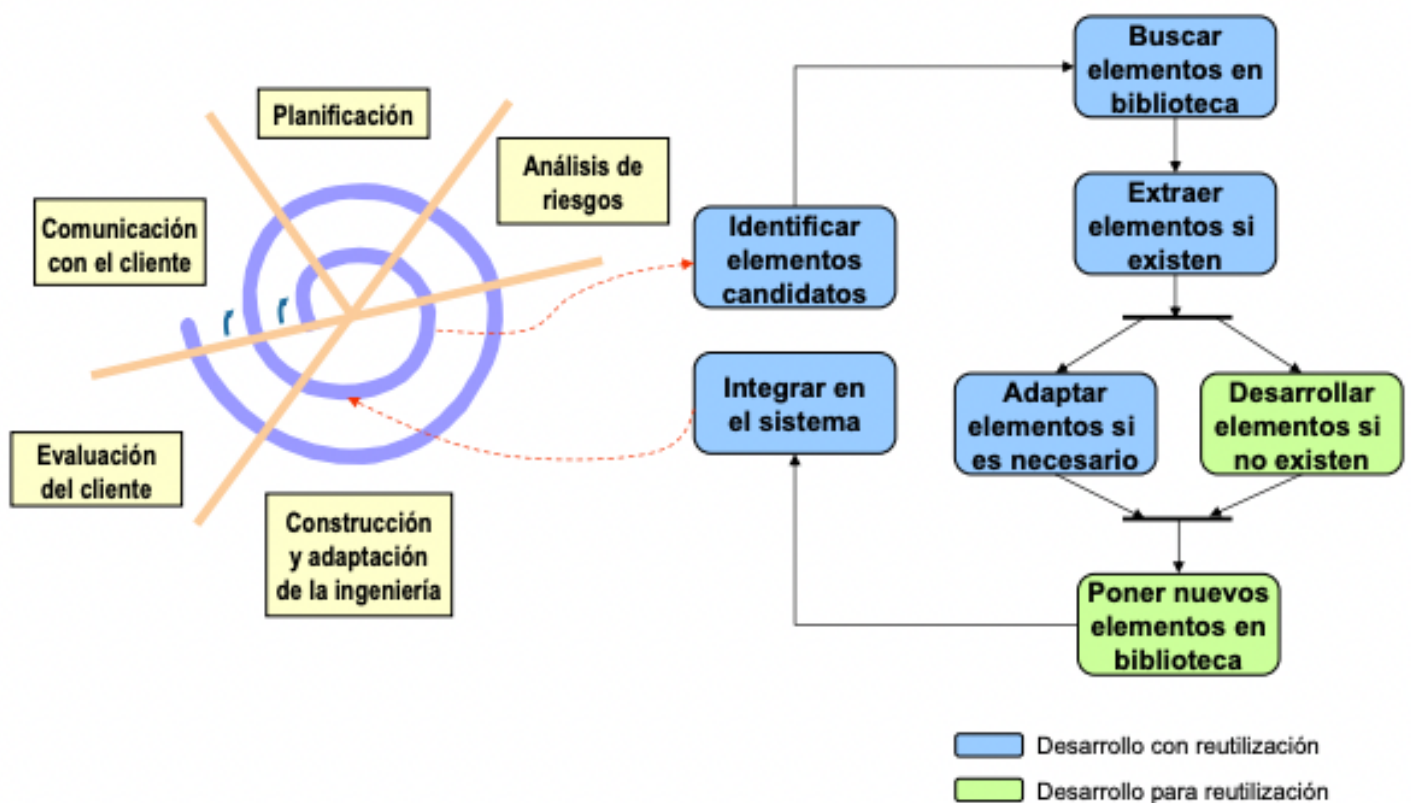 Planificación
Análisis de
riesgos
Comunicación
con el cliente
Evaluación
del cliente
Construcción
y adaptación
de la ingeniería
Identificar
elementos
candidatos
Buscar
elementos en
biblioteca
Extraer
elementos si
existen
Adaptar
elementos si
es necesario
Desarrollar
elementos si
no existen
Poner nuevos
elementos en
biblioteca
Integrar en
el sistema
Desarrollo con reutilización
Desarrollo para reutilización